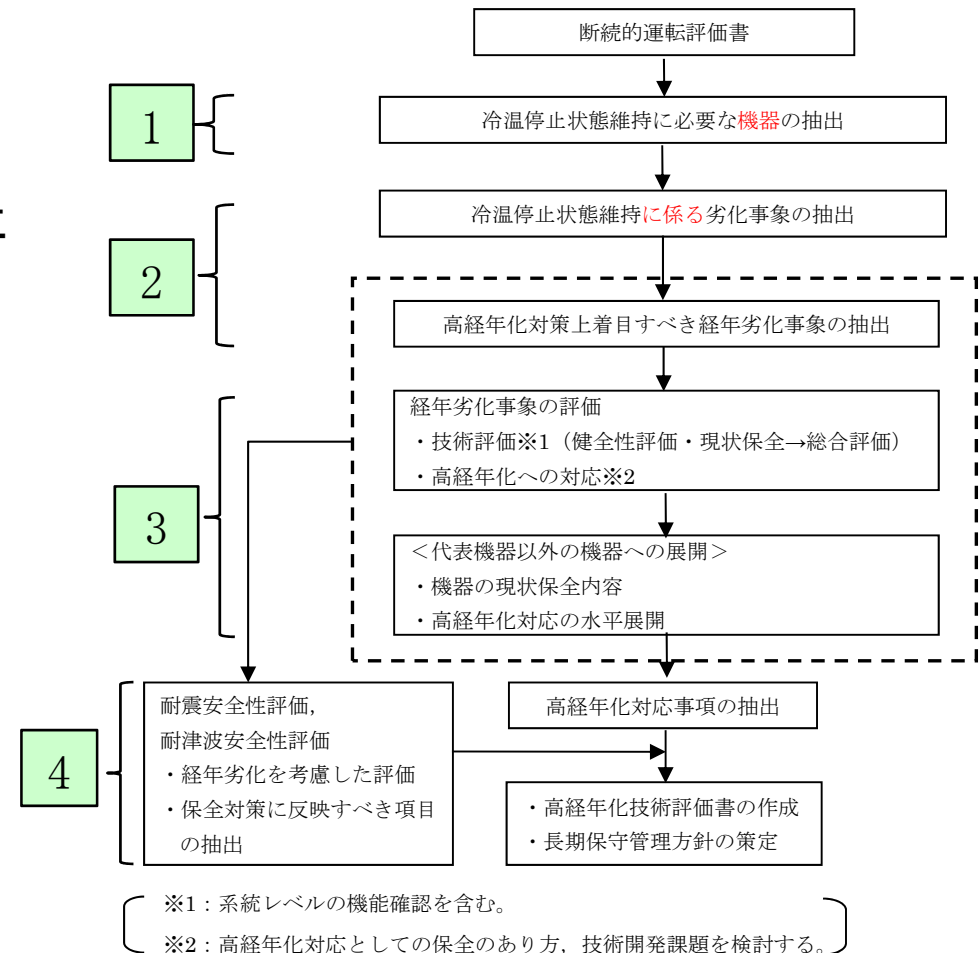 断続的運転評価書
1
冷温停止状態維持に必要な機器の抽出
冷温停止状態維持に係る劣化事象の抽出
2
高経年化対策上着目すべき経年劣化事象の抽出
経年劣化事象の評価
・技術評価※1（健全性評価・現状保全→総合評価）
・高経年化への対応※2
3
＜代表機器以外の機器への展開＞
・機器の現状保全内容
・高経年化対応の水平展開
4
耐震安全性評価，
耐津波安全性評価
・経年劣化を考慮した評価
・保全対策に反映すべき項目
の抽出
高経年化対応事項の抽出
・高経年化技術評価書の作成
・長期保守管理方針の策定
※1：系統レベルの機能確認を含む。
※2：高経年化対応としての保全のあり方，技術開発課題を検討する。